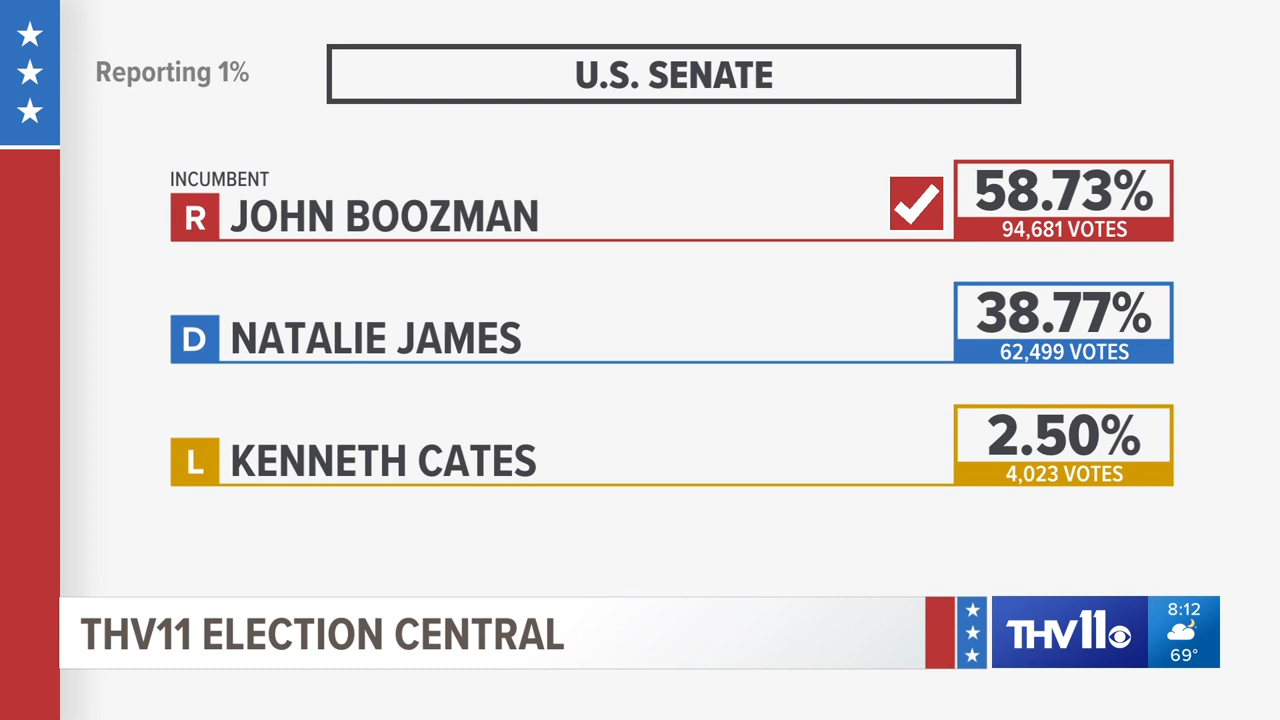 Reporting 1%
U.S. SENATE
INCUMBENT
R JOHN BOOZMAN
58.73%
94,681 VOTES
D NATALIE JAMES
38.77%
62,499 VOTES
L KENNETH CATES
2.50%
4,023 VOTES
THV11 ELECTION CENTRAL
THV11
8:12
69°